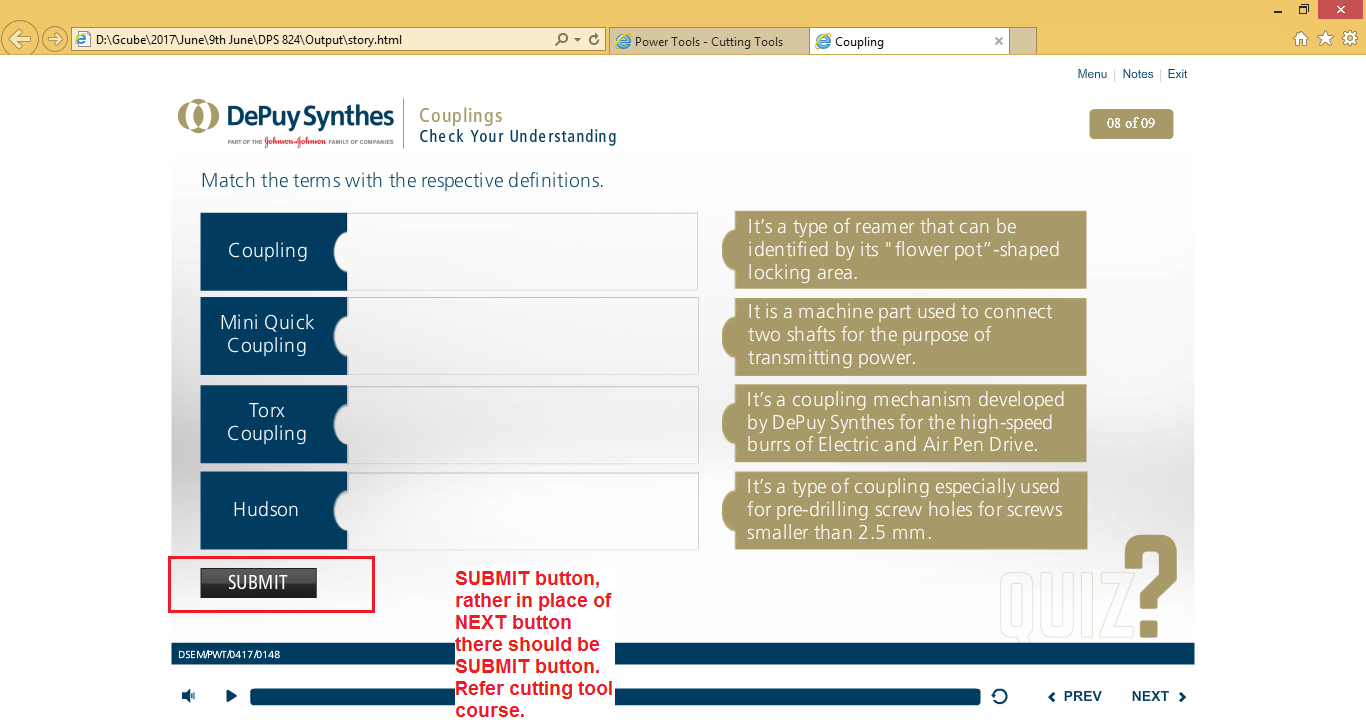 D:\Gcube\2017\June\9th June\DPS 824\Output\story.html
Power Tools - Cutting Tools
Coupling
Menu | Notes | Exit
DePuy Synthes
PART OF THE Johnson & Johnson FAMILY OF COMPANIES
Couplings
Check Your Understanding
08 of 09
Match the terms with the respective definitions.
Coupling
It's a type of reamer that can be
identified by its "flower pot”-shaped
locking area.
Mini Quick
Coupling
It is a machine part used to connect
two shafts for the purpose of
transmitting power.
Torx
Coupling
It's a coupling mechanism developed
by DePuy Synthes for the high-speed
burrs of Electric and Air Pen Drive.
Hudson
It's a type of coupling especially used
for pre-drilling screw holes for screws
smaller than 2.5 mm.
SUBMIT
SUBMIT button,
rather in place of
NEXT button
there should be
SUBMIT button.
Refer cutting tool
course.
QUIZ?
DSEM/PWT/0417/0148
PREV
NEXT